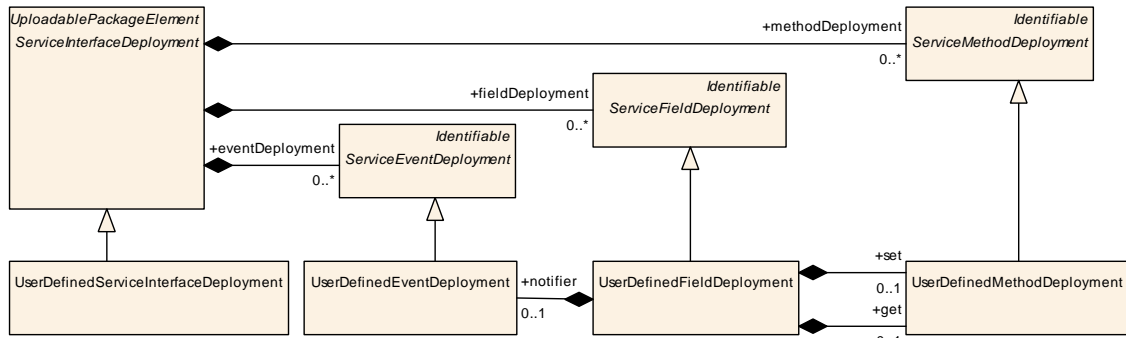 UploadablePackageElement
ServiceInterfaceDeployment
+methodDeployment
0..*
Identifiable
ServiceMethodDeployment
+fieldDeployment
0..*
Identifiable
ServiceFieldDeployment
+eventDeployment
0..*
Identifiable
ServiceEventDeployment
UserDefinedServiceInterfaceDeployment
UserDefinedEventDeployment
+notifier
0..1
UserDefinedFieldDeployment
+set
0..1
+get
UserDefinedMethodDeployment